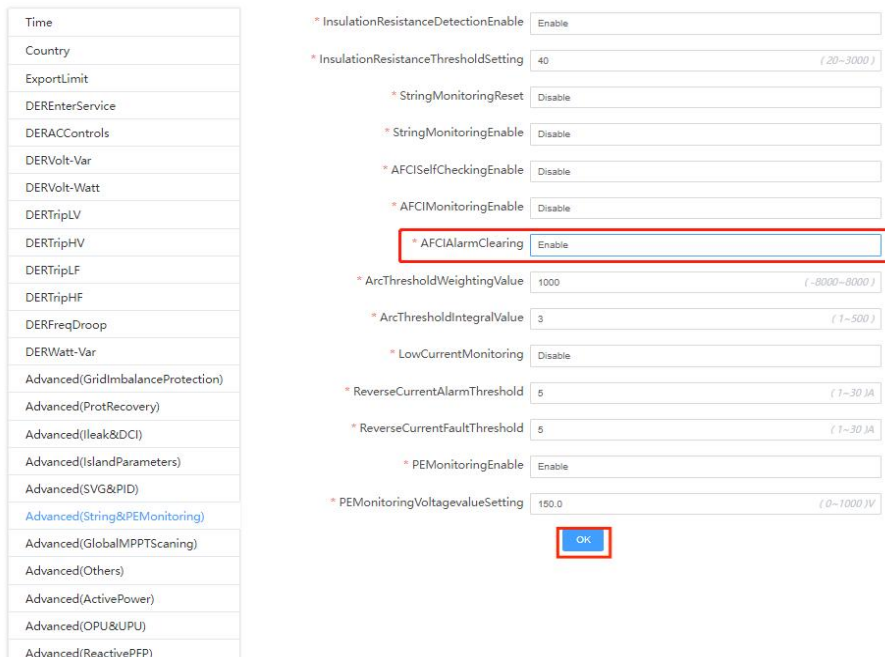 Time
Country
ExportLimit
DEREnterService
DERACControls
DERVolt-Var
DERVolt-Watt
DERTripLV
DERTripHV
DERTripLF
DERTripHF
DERFreqDroop
DERWatt-Var
Advanced(GridImbalanceProtection)
Advanced(ProtRecovery)
Advanced(Ileak&DCI)
Advanced(IslandParameters)
Advanced(SVG&PID)
Advanced(String&PEMonitoring)
Advanced(GlobalMPPTScaning)
Advanced(Others)
Advanced(ActivePower)
Advanced(OPU&UPU)
Advanced(ReactivePFP)
* InsulationResistanceDetectionEnable Enable
* InsulationResistanceThresholdSetting 40 ( 20~3000 )
* StringMonitoringReset Disable
* StringMonitoringEnable Disable
* AFCISelfCheckingEnable Disable
* AFCIMonitoringEnable Disable
* AFCIAlarmClearing Enable
* ArcThresholdWeightingValue 1000 ( -8000~8000 )
* ArcThresholdIntegralValue 3 ( 1~500 )
* LowCurrentMonitoring Disable
* ReverseCurrentAlarmThreshold 5 ( 1~30 )A
* ReverseCurrentFaultThreshold 5 ( 1~30 )A
* PEMonitoringEnable Enable
* PEMonitoringVoltagevalueSetting 150.0 ( 0~1000 )V
OK